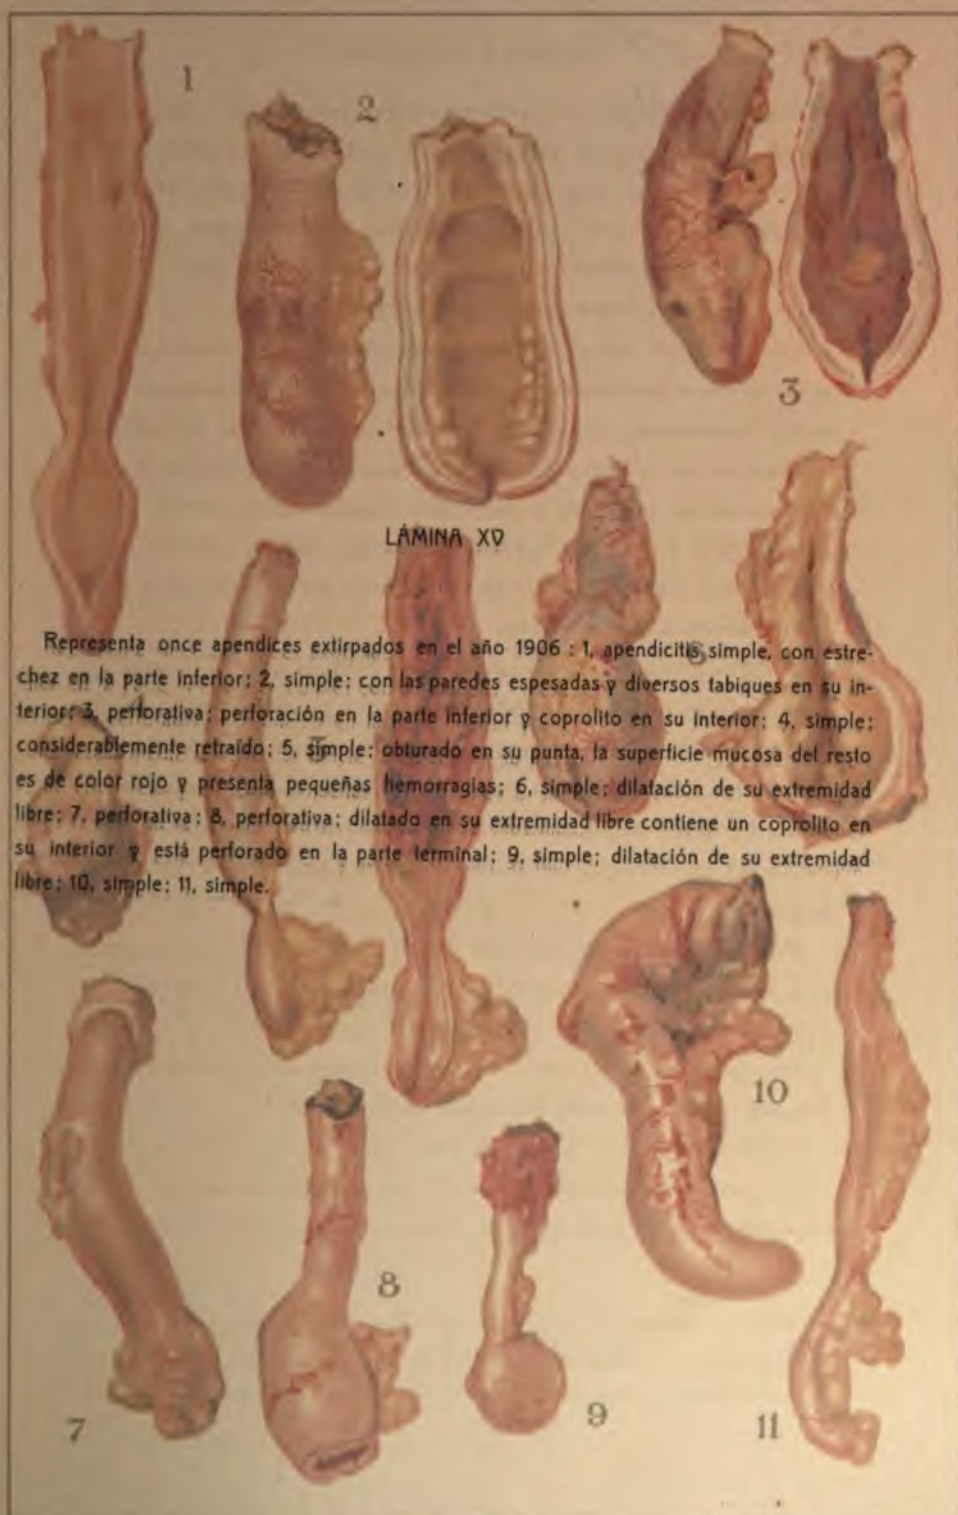 1
2
3
LÁMINA XV
Representa once apendices extirpados en el año 1906 : 1, apendicitis simple, con estre-
chez en la parte inferior; 2, simple; con las paredes espesadas y diversos tabiques en su in-
terior; 3, perforativa; perforación en la parte inferior y coprolito en su interior; 4, simple;
considerablemente retraído; 5, simple; obturado en su punta, la superficie mucosa del resto
es de color rojo y presenta pequeñas hemorragias; 6, simple; dilatación de su extremidad
libre; 7, perforativa; 8, perforativa; dilatado en su extremidad libre contiene un coprolito en
su interior y está perforado en la parte terminal; 9, simple; dilatación de su extremidad
libre; 10, simple; 11, simple.
6
5
10
8
7
9
11